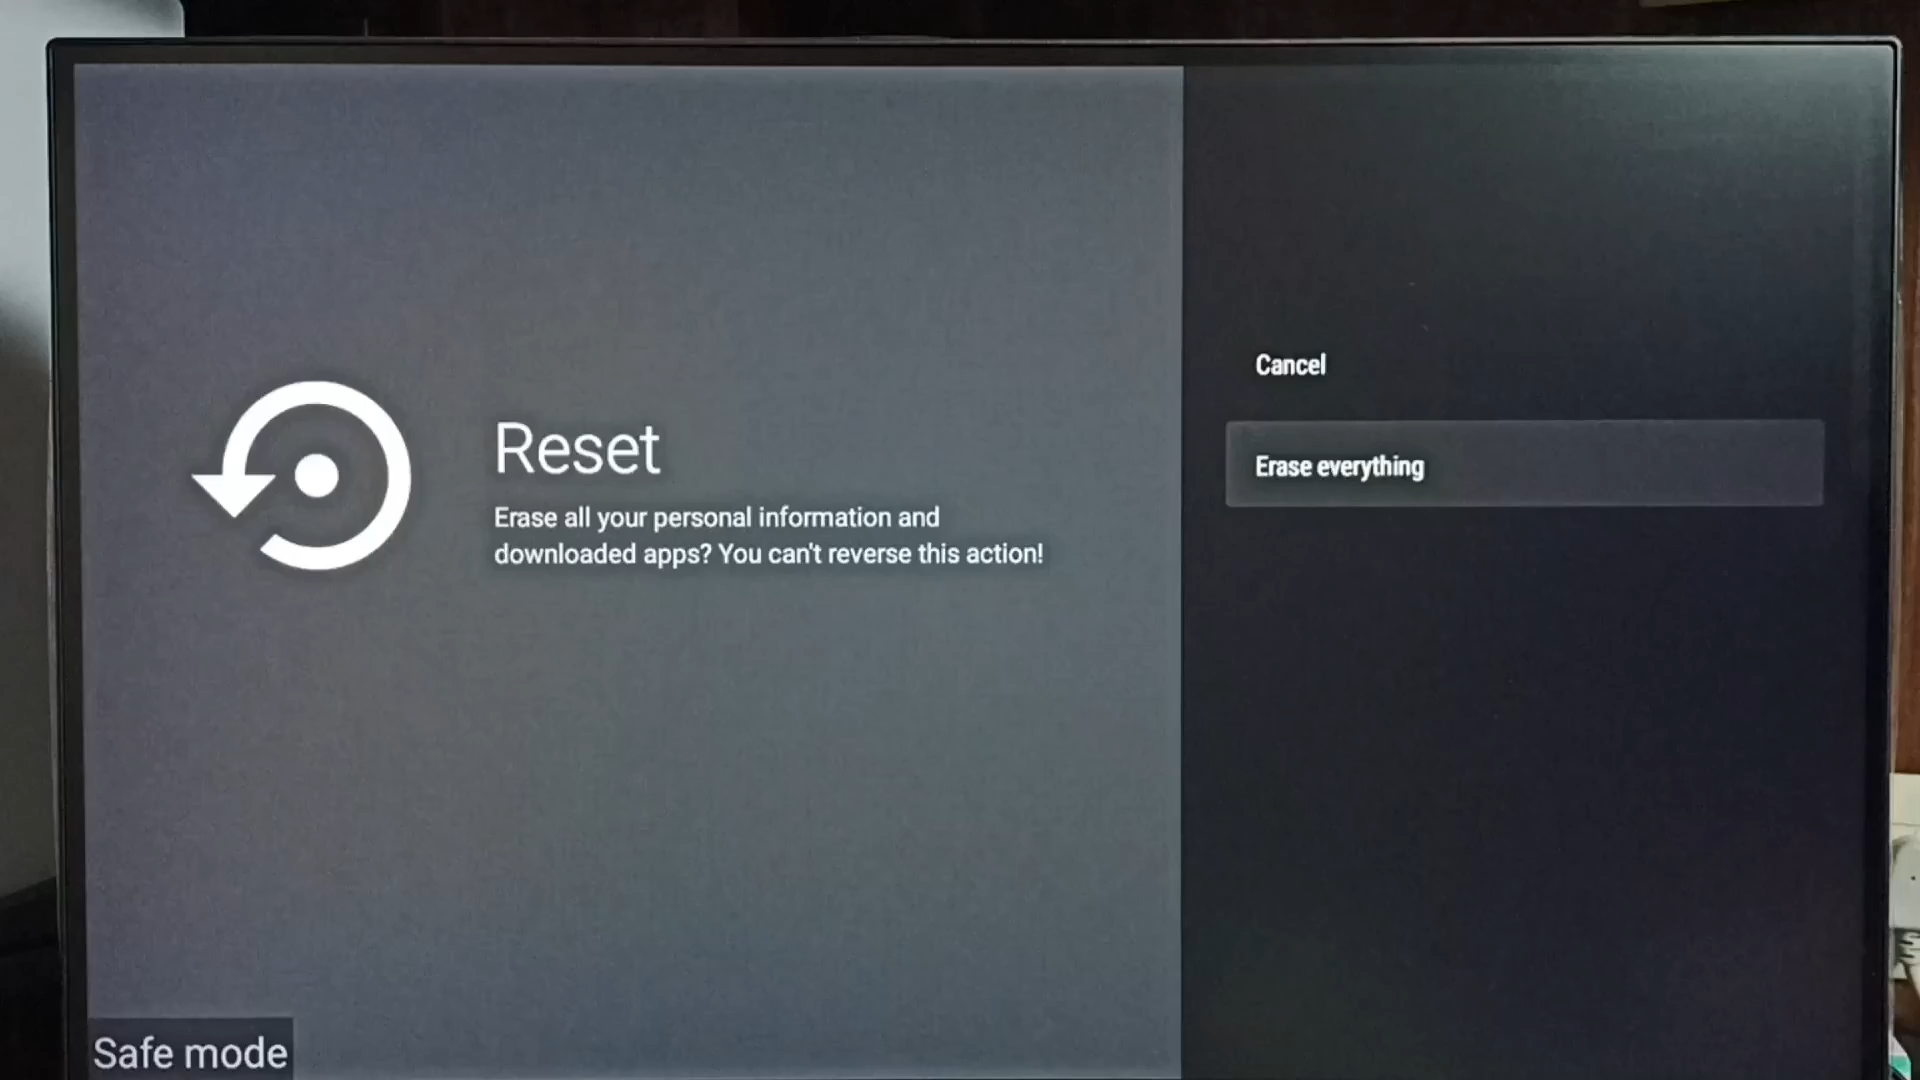 Reset
Erase all your personal information and
downloaded apps? You can't reverse this action!
Cancel
Erase everything
Safe mode